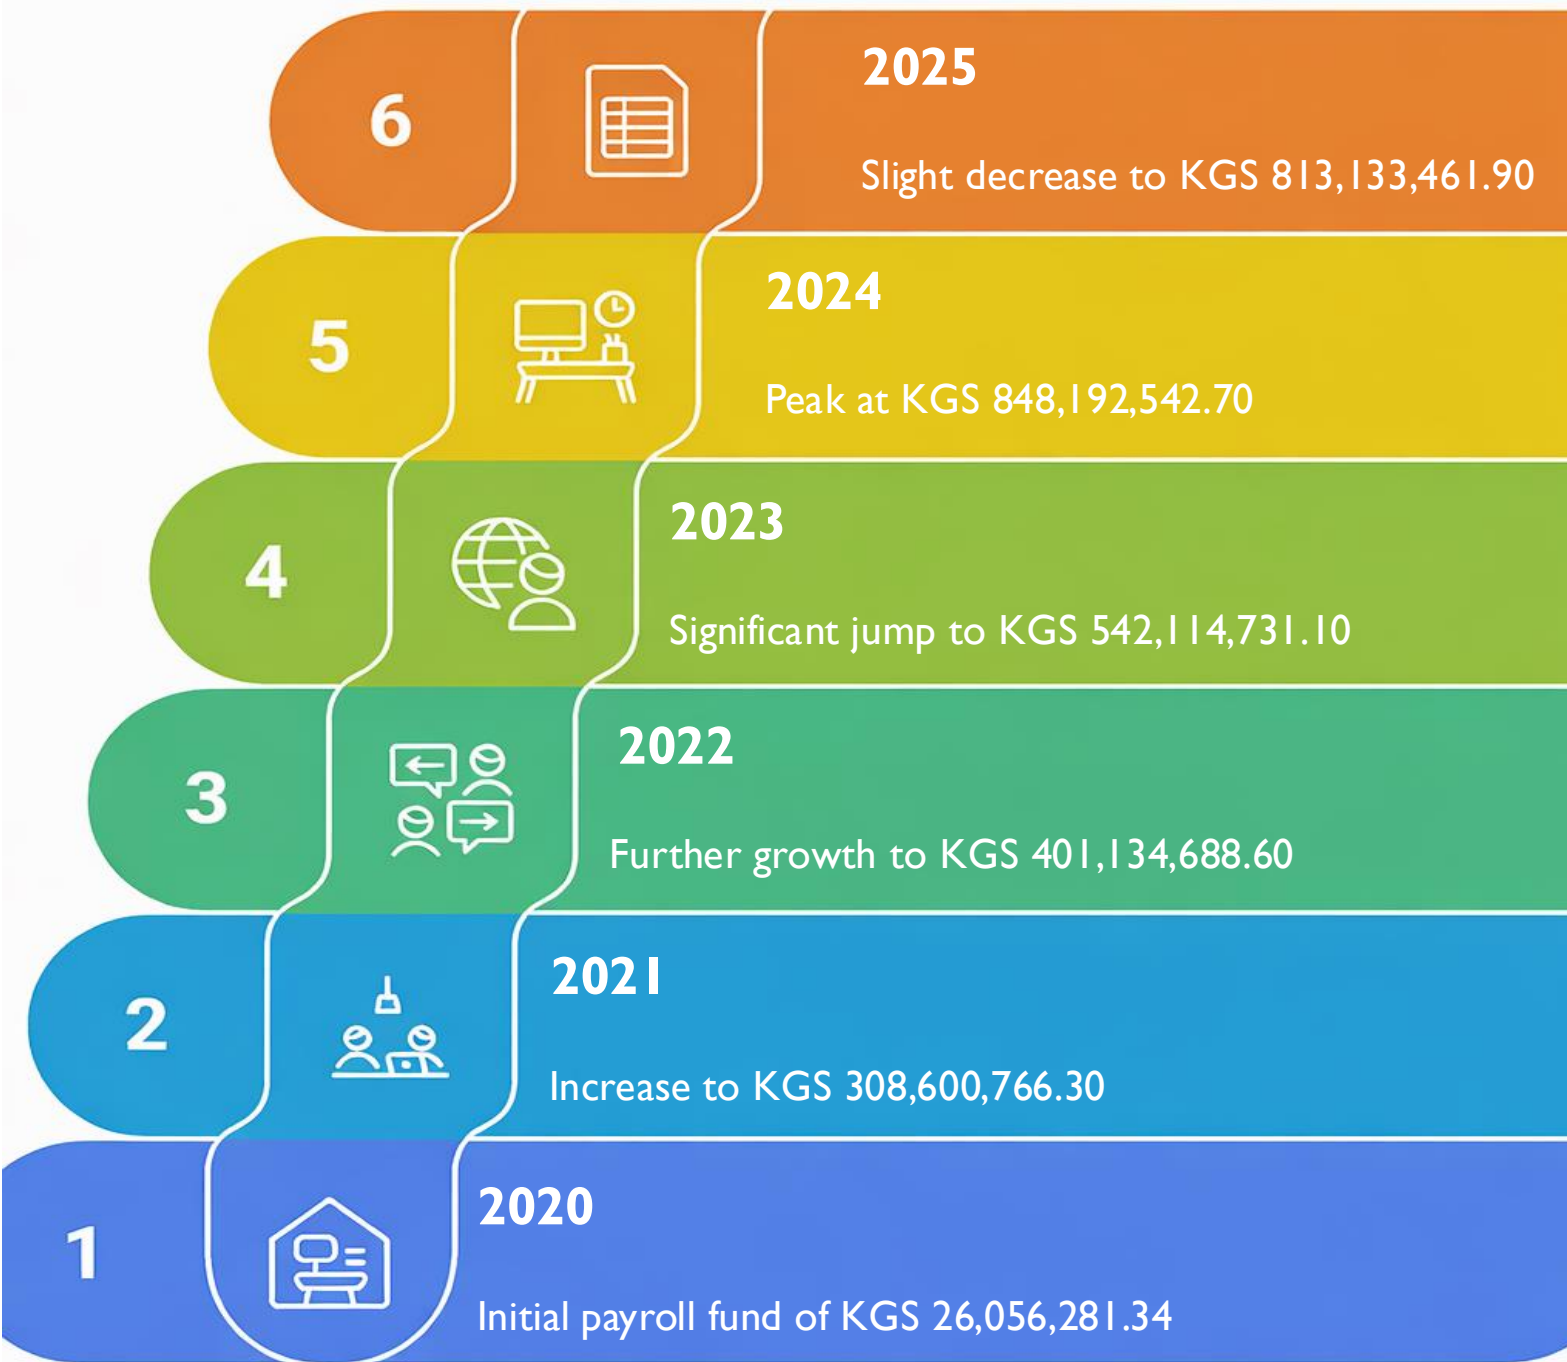 6
2025
Slight decrease to KGS 813,133,461.90
5
2024
Peak at KGS 848,192,542.70
4
2023
Significant jump to KGS 542,114,731.10
3
2022
Further growth to KGS 401,134,688.60
2
2021
Increase to KGS 308,600,766.30
1
2020
Initial payroll fund of KGS 26,056,281.34